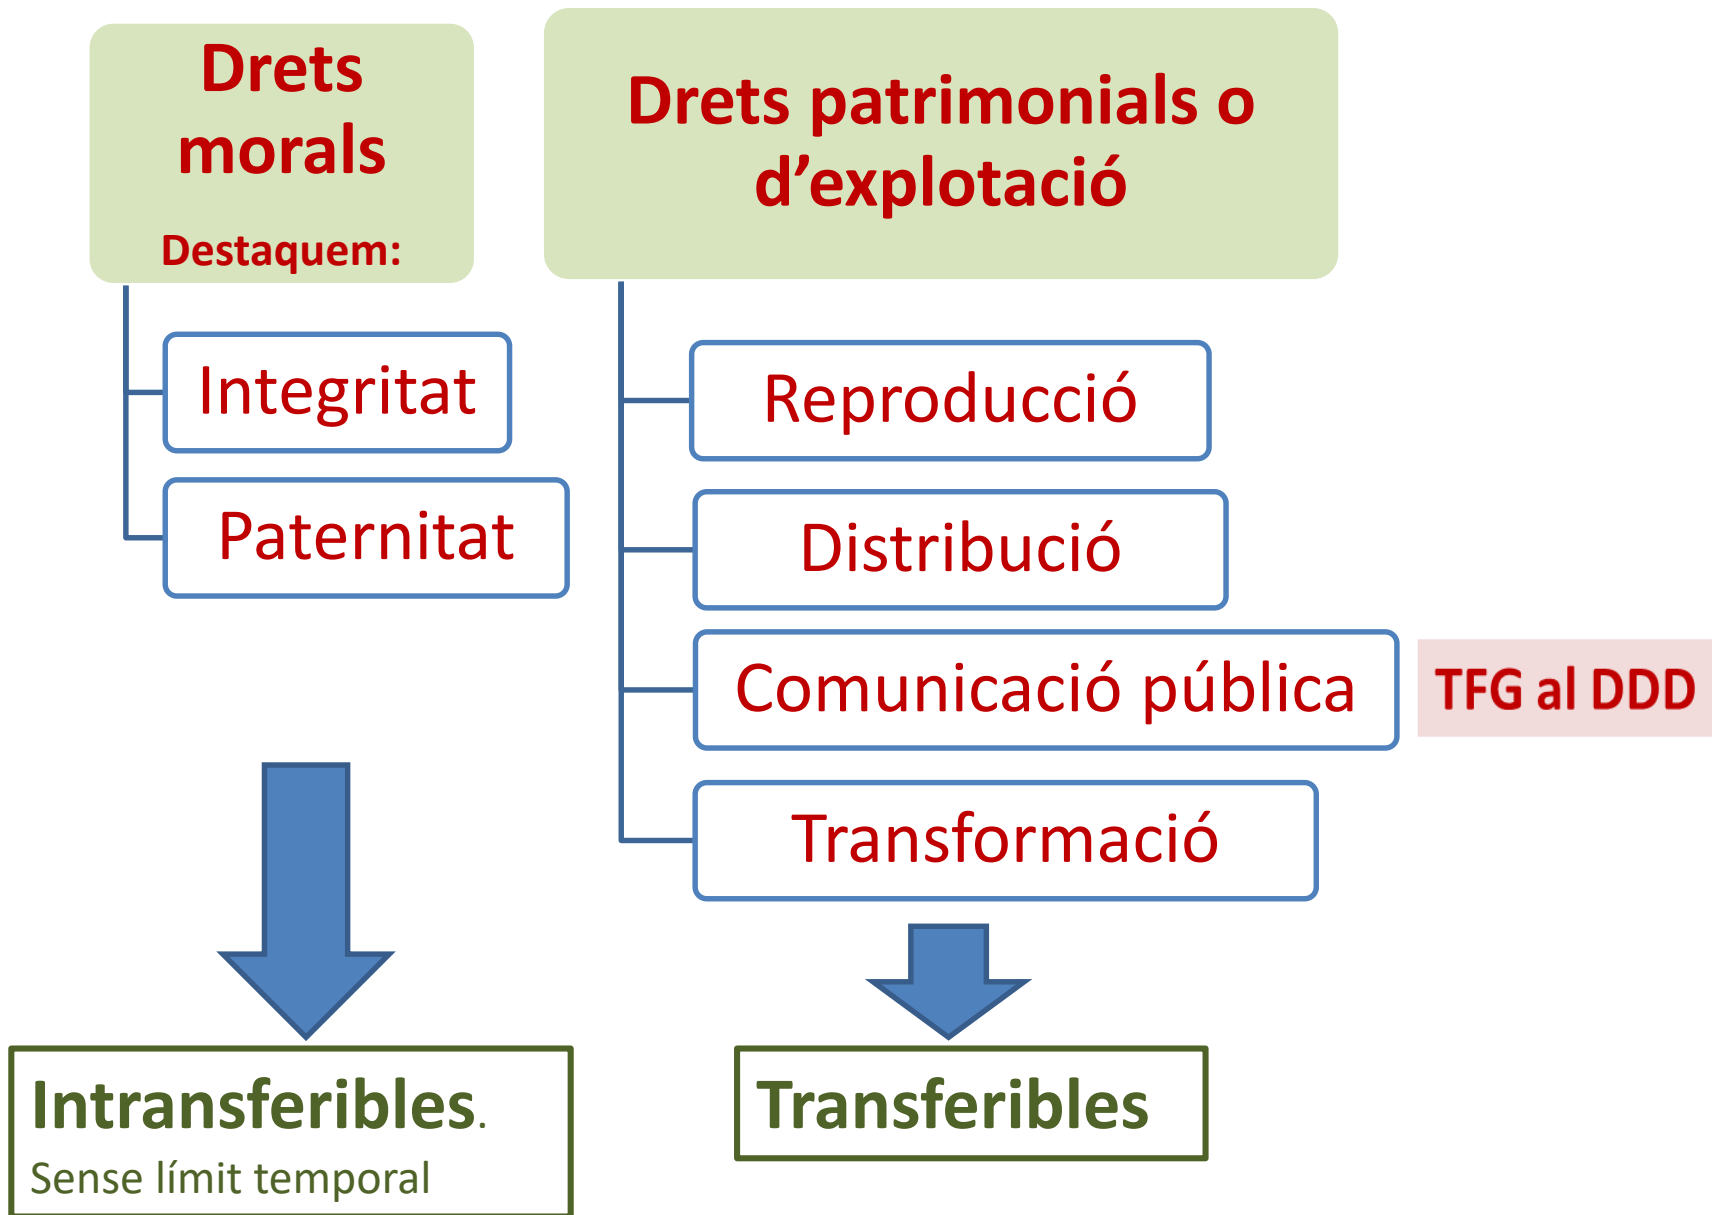 Drets
morals
Destaquem:
Integritat
Paternitat
Intransferibles.
Sense límit temporal
Drets patrimonials o
d’explotació
Reproducció
Distribució
Comunicació pública
TFG al DDD
Transformació
Transferibles